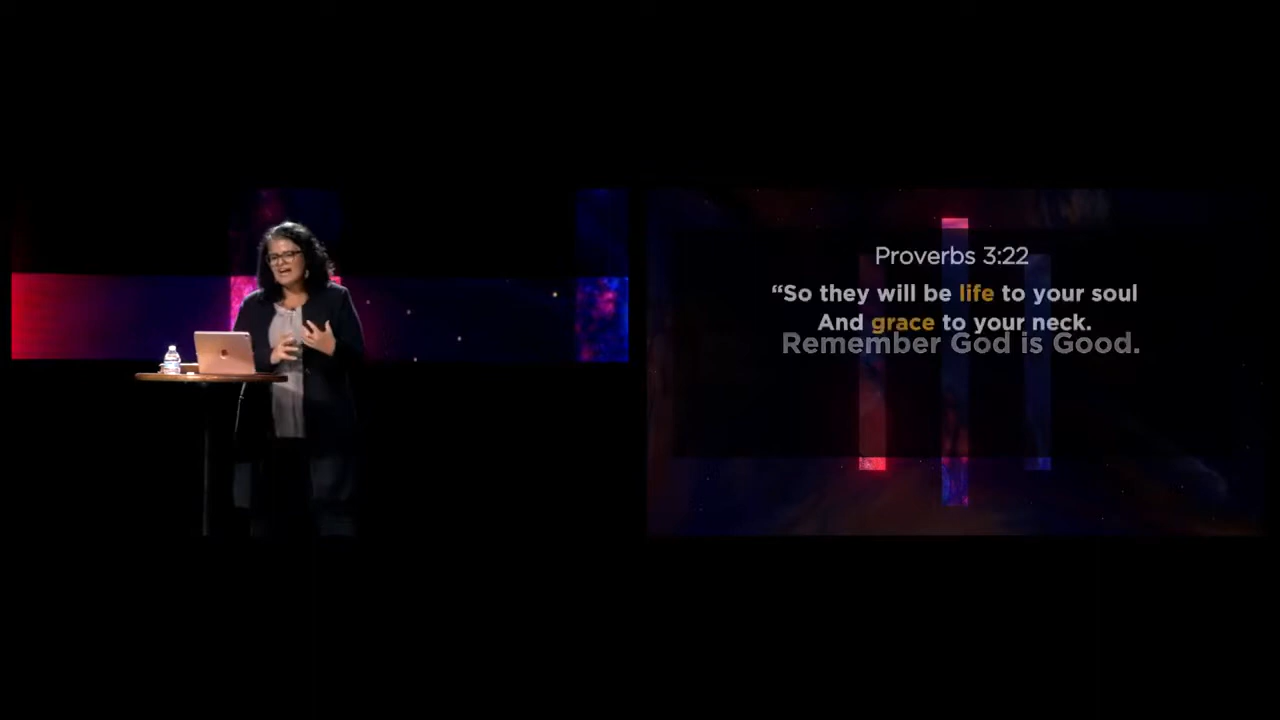 Proverbs 3:22
“So they will be life to your soul
And grace to your neck.
Remember God is Good.